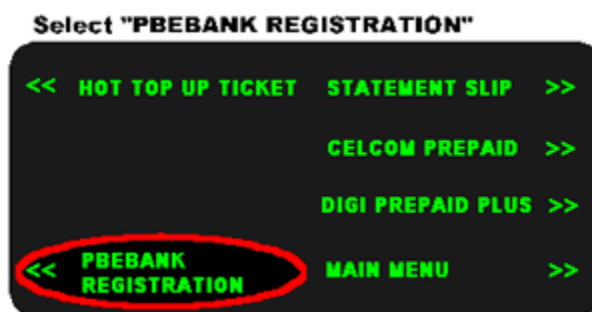 Select "PBEBANK REGISTRATION"
<< HOT TOP UP TICKET STATEMENT SLIP >>
CELCOM PREPAID >>
DIGI PREPAID PLUS >>
<< PBEBANK REGISTRATION MAIN MENU >>